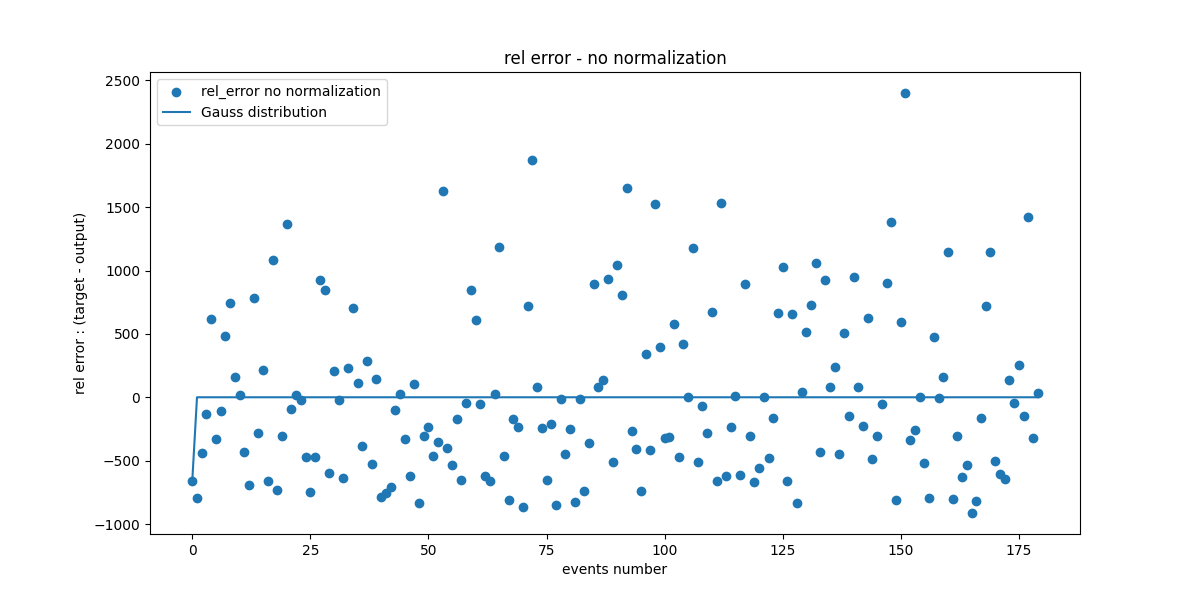 rel error - no normalization
rel_error no normalization
Gauss distribution
2500
2000
1500
1000
500
0
−500
−1000
rel error : (target - output)
0 25 50 75 100 125 150 175
events number